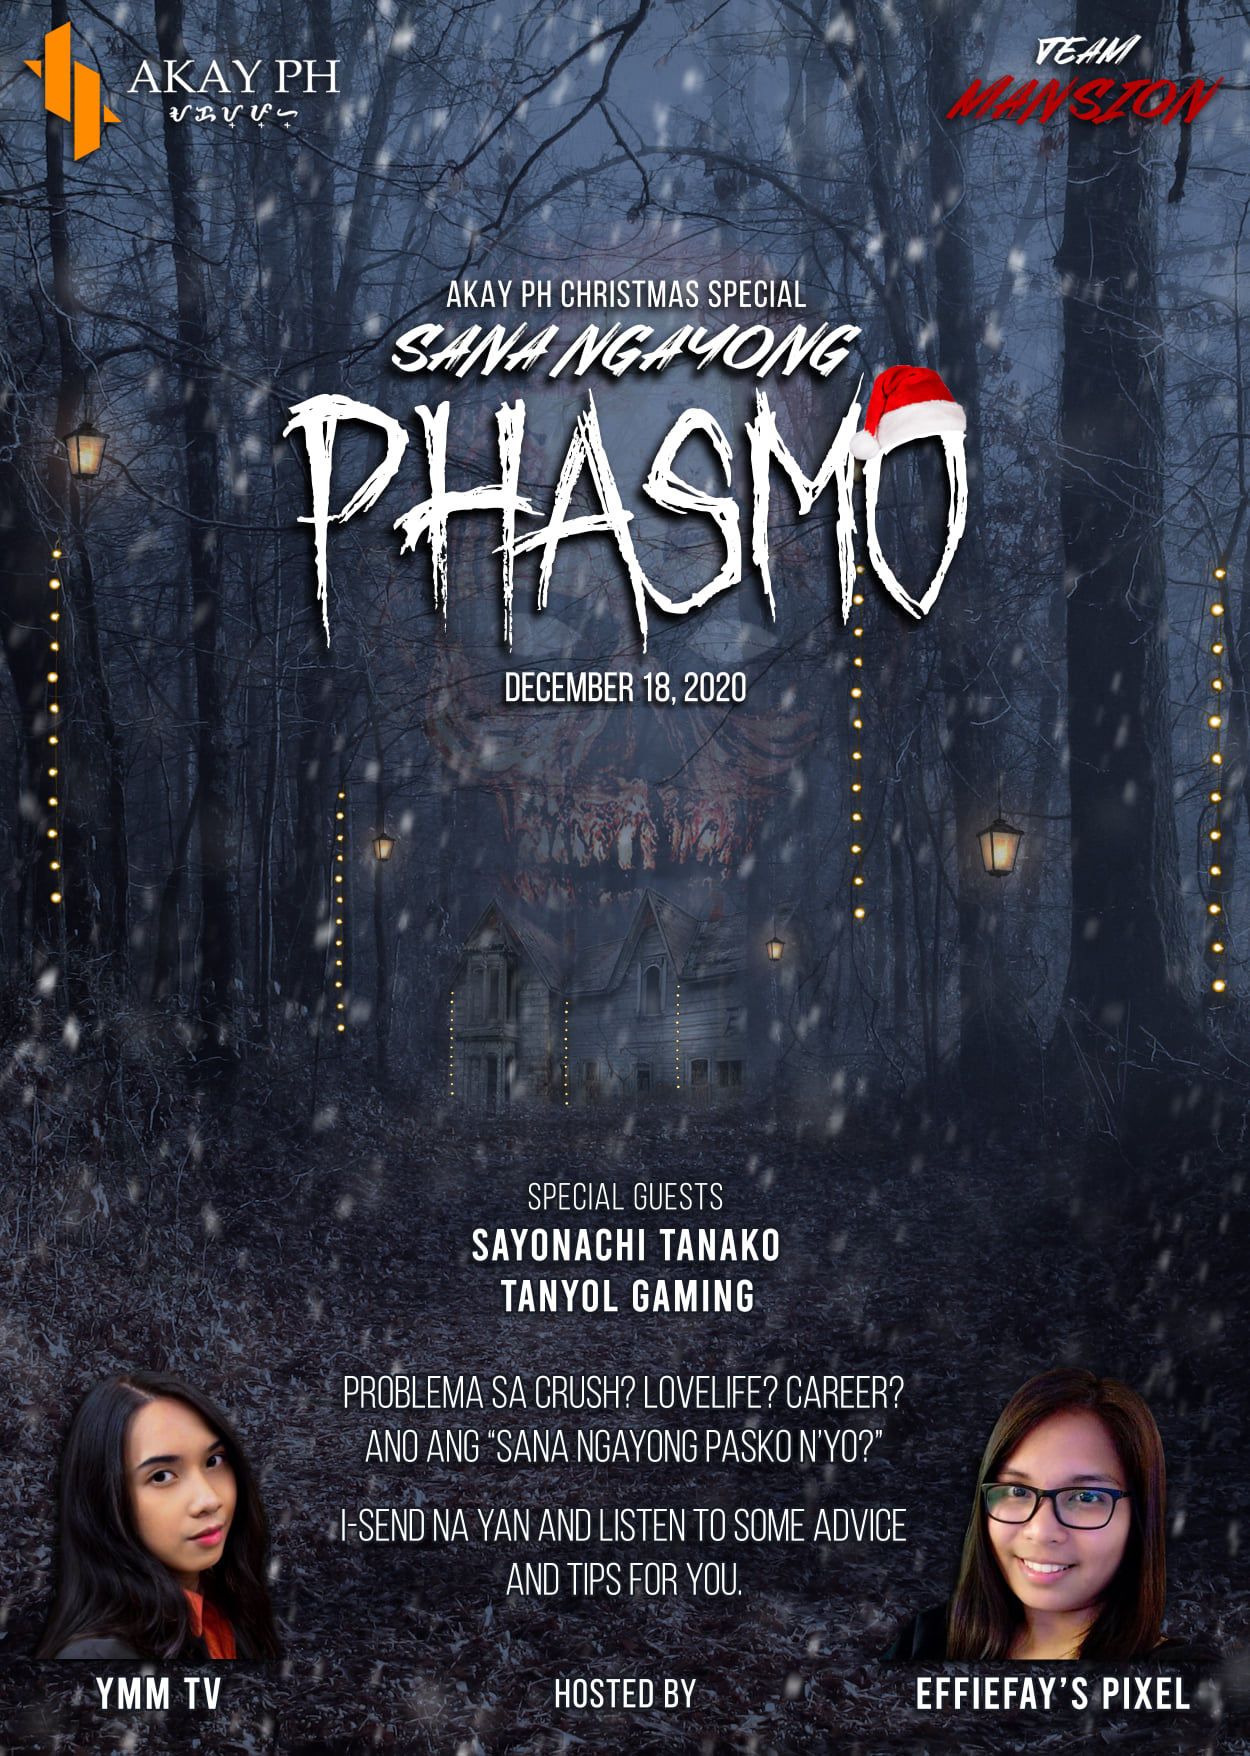 AKAY PH
TEAM
MANSION
AKAY PH CHRISTMAS SPECIAL
SANA NGAYONG
PHASMO
DECEMBER 18, 2020
SPECIAL GUESTS
SAYONACHI TANAKO
TANYOL GAMING
PROBLEMA SA CRUSH? LOVELIFE? CAREER?
ANO ANG “SANA NGAYONG PASKO N’YO?”
I-SEND NA YAN AND LISTEN TO SOME ADVICE
AND TIPS FOR YOU.
YMM TV
HOSTED BY
EFFIEFAY’S PIXEL